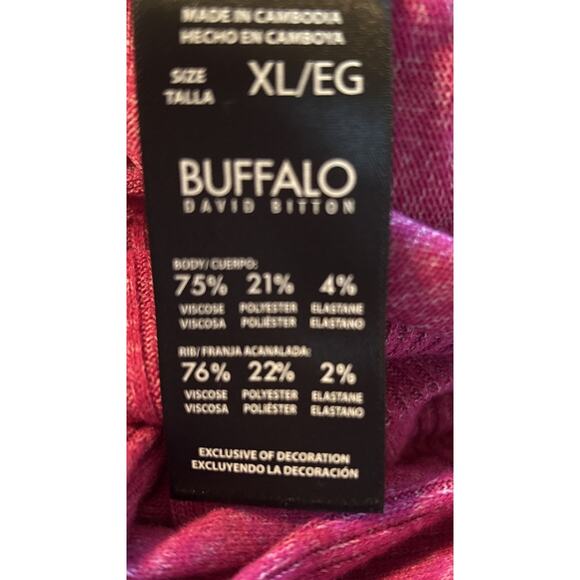 MADE IN CAMBODIA
HECHO EN CAMBOYA
SIZE
TALLA
XL/EG
BUFFALO
DAVID BITTON
BODY/CUERPO:
75% 21% 4%
VISCOSE POLYESTER ELASTANE
VISCOSA POLIÉSTER ELASTANO
RIB/FRANJA ACANALADA:
76% 22% 2%
VISCOSE POLYESTER ELASTANE
VISCOSA POLIÉSTER ELASTANO
EXCLUSIVE OF DECORATION
EXCLUYENDO LA DECORACIÓN